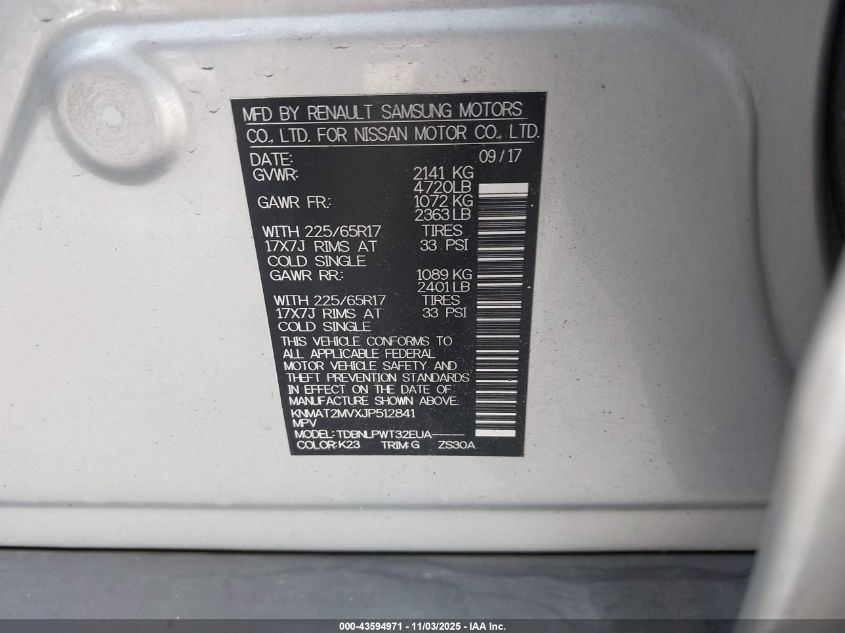 MFD BY RENAULT SAMSUNG MOTORS
CO., LTD. FOR NISSAN MOTOR CO., LTD.
DATE: 09/17
GVWR: 2141 KG
4720LB
GAWR FR: 1072 KG
2363 LB
WITH 225/65R17 TIRES
17X7J RIMS AT 33 PSI
COLD SINGLE
GAWR RR: 1089 KG
2401 LB
WITH 225/65R17 TIRES
17X7J RIMS AT 33 PSI
COLD SINGLE
THIS VEHICLE CONFORMS TO
ALL APPLICABLE FEDERAL
MOTOR VEHICLE SAFETY AND
THEFT PREVENTION STANDARDS
IN EFFECT ON THE DATE OF
MANUFACTURE SHOWN ABOVE.
KNMAT2MVXJP512841
MPV
MODEL: TDBNLPWT32EUA-----
COLOR: K23 TRIM: G ZS30A
000-43594971 - 11/03/2025 - IAA Inc.